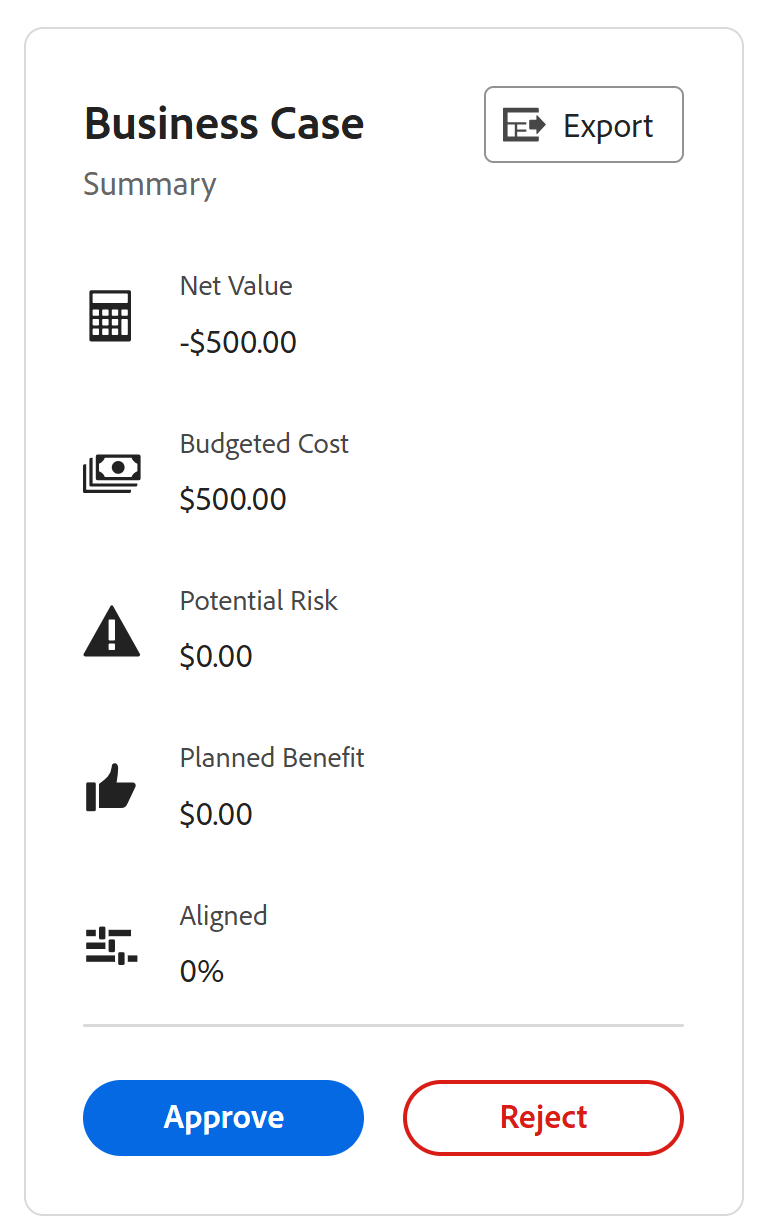 Business Case
Export
Summary
Net Value
-$500.00
Budgeted Cost
$500.00
Potential Risk
$0.00
Planned Benefit
$0.00
Aligned
0%
Approve
Reject